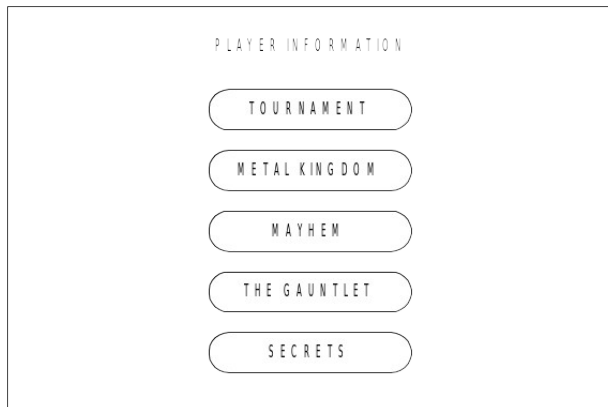 PLAYER INFORMATION
TOURNAMENT
METAL KINGDOM
MAYHEM
THE GAUNTLET
SECRETS